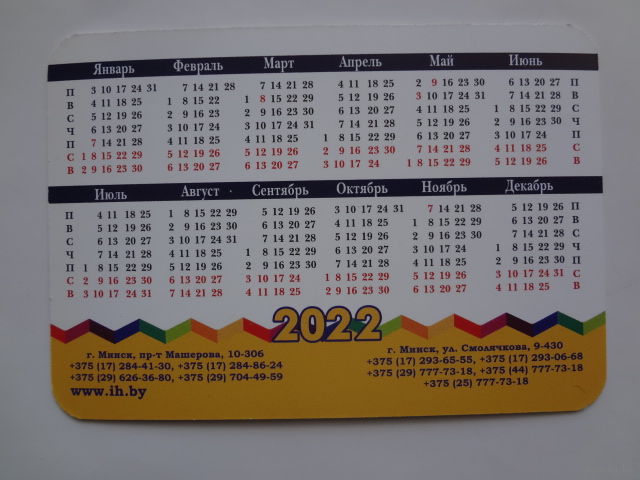 Январь Февраль Март Апрель Май Июнь
П 3 10 17 24 31 7 14 21 28 7 14 21 28 4 11 18 25 2 9 16 23 30 6 13 20 27 П
В 4 11 18 25 1 8 15 22 1 8 15 22 29 5 12 19 26 3 10 17 24 31 7 14 21 28 В
С 5 12 19 26 2 9 16 23 2 9 16 23 30 6 13 20 27 4 11 18 25 1 8 15 22 29 С
Ч 6 13 20 27 3 10 17 24 3 10 17 24 31 7 14 21 28 5 12 19 26 2 9 16 23 30 Ч
П 7 14 21 28 4 11 18 25 4 11 18 25 1 8 15 22 29 6 13 20 27 3 10 17 24 П
С 1 8 15 22 29 5 12 19 26 5 12 19 26 2 9 16 23 30 7 14 21 28 4 11 18 25 С
В 2 9 16 23 30 6 13 20 27 6 13 20 27 3 10 17 24 1 8 15 22 29 5 12 19 26 В
Июль Август Сентябрь Октябрь Ноябрь Декабрь
П 4 11 18 25 1 8 15 22 29 5 12 19 26 3 10 17 24 31 7 14 21 28 5 12 19 26 П
В 5 12 19 26 2 9 16 23 30 6 13 20 27 4 11 18 25 1 8 15 22 29 6 13 20 27 В
С 6 13 20 27 3 10 17 24 31 7 14 21 28 5 12 19 26 2 9 16 23 30 7 14 21 28 С
Ч 7 14 21 28 4 11 18 25 1 8 15 22 29 6 13 20 27 3 10 17 24 1 8 15 22 29 Ч
П 1 8 15 22 29 5 12 19 26 2 9 16 23 30 7 14 21 28 4 11 18 25 2 9 16 23 30 П
С 2 9 16 23 30 6 13 20 27 3 10 17 24 1 8 15 22 29 5 12 19 26 3 10 17 24 31 С
В 3 10 17 24 31 7 14 21 28 4 11 18 25 2 9 16 23 30 6 13 20 27 4 11 18 25 В
2022
г. Минск, пр-т Машерова, 10-306
+375 (17) 284-41-30, +375 (17) 284-86-24
+375 (29) 626-36-80, +375 (29) 704-49-59
www.ih.by
г. Минск, ул. Смолячкова, 9-430
+375 (17) 293-65-55, +375 (17) 293-06-68
+375 (29) 777-73-18, +375 (44) 777-73-18
+375 (25) 777-73-18